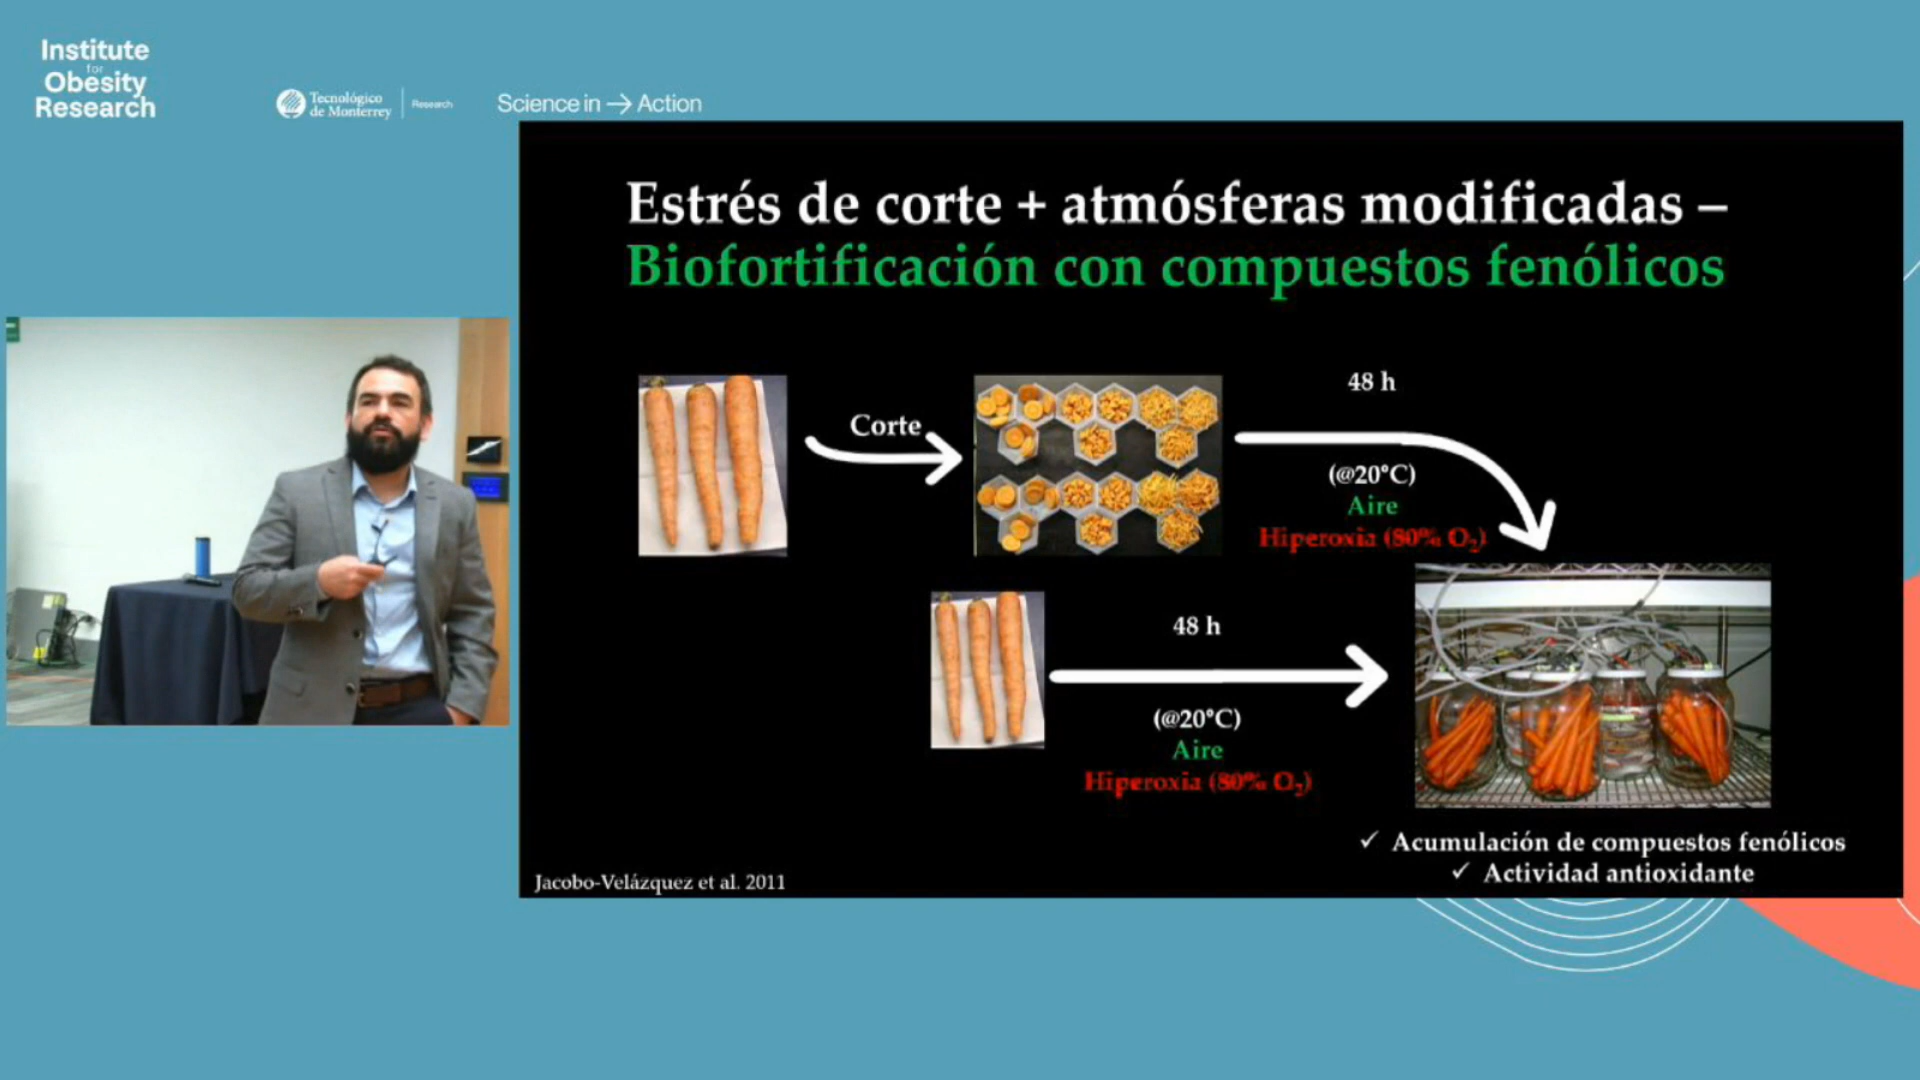 Institute
for
Obesity
Research
Tecnológico
de Monterrey
Research
Science in → Action
Estrés de corte + atmósferas modificadas –
Biofortificación con compuestos fenólicos
Corte
48 h
(@20°C)
Aire
Hiperoxia (80% O₂)
48 h
(@20°C)
Aire
Hiperoxia (80% O₂)
✓ Acumulación de compuestos fenólicos
✓ Actividad antioxidante
Jacobo-Velázquez et al. 2011